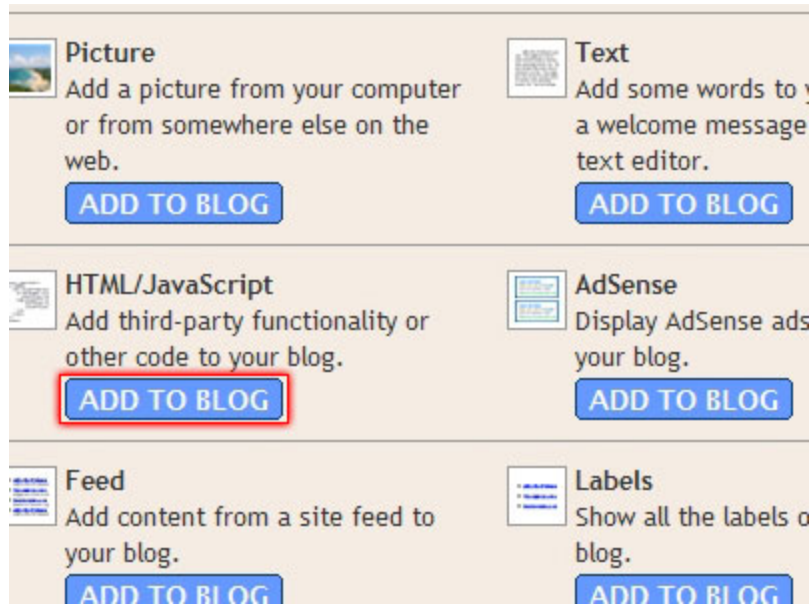 Picture
Add a picture from your computer
or from somewhere else on the
web.
ADD TO BLOG
Text
Add some words to
a welcome message
text editor.
ADD TO BLOG
HTML/JavaScript
Add third-party functionality or
other code to your blog.
ADD TO BLOG
AdSense
Display AdSense ads
your blog.
ADD TO BLOG
Feed
Add content from a site feed to
your blog.
ADD TO BLOG
Labels
Show all the labels
blog.
ADD TO BLOG